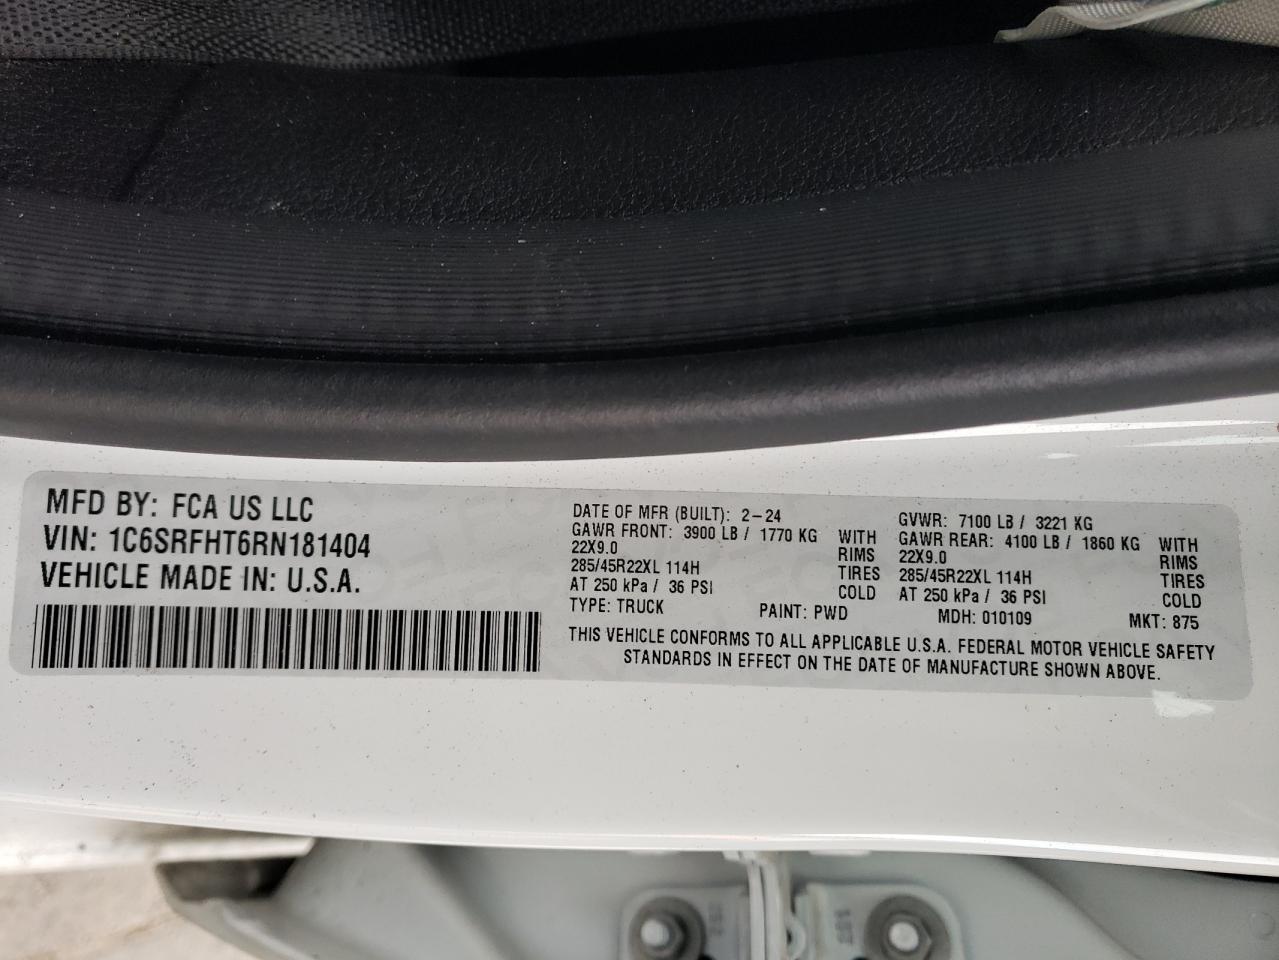 MFD BY: FCA US LLC
VIN: 1C6SRFHT6RN181404
VEHICLE MADE IN: U.S.A.
DATE OF MFR (BUILT): 2-24
GAWR FRONT: 3900 LB / 1770 KG WITH
22X9.0 RIMS
285/45R22XL 114H TIRES
AT 250 kPa / 36 PSI COLD
TYPE: TRUCK PAINT: PWD
GVWR: 7100 LB / 3221 KG
GAWR REAR: 4100 LB / 1860 KG WITH
22X9.0 RIMS
285/45R22XL 114H TIRES
AT 250 kPa / 36 PSI COLD
MDH: 010109 MKT: 875
THIS VEHICLE CONFORMS TO ALL APPLICABLE U.S.A. FEDERAL MOTOR VEHICLE SAFETY
STANDARDS IN EFFECT ON THE DATE OF MANUFACTURE SHOWN ABOVE.